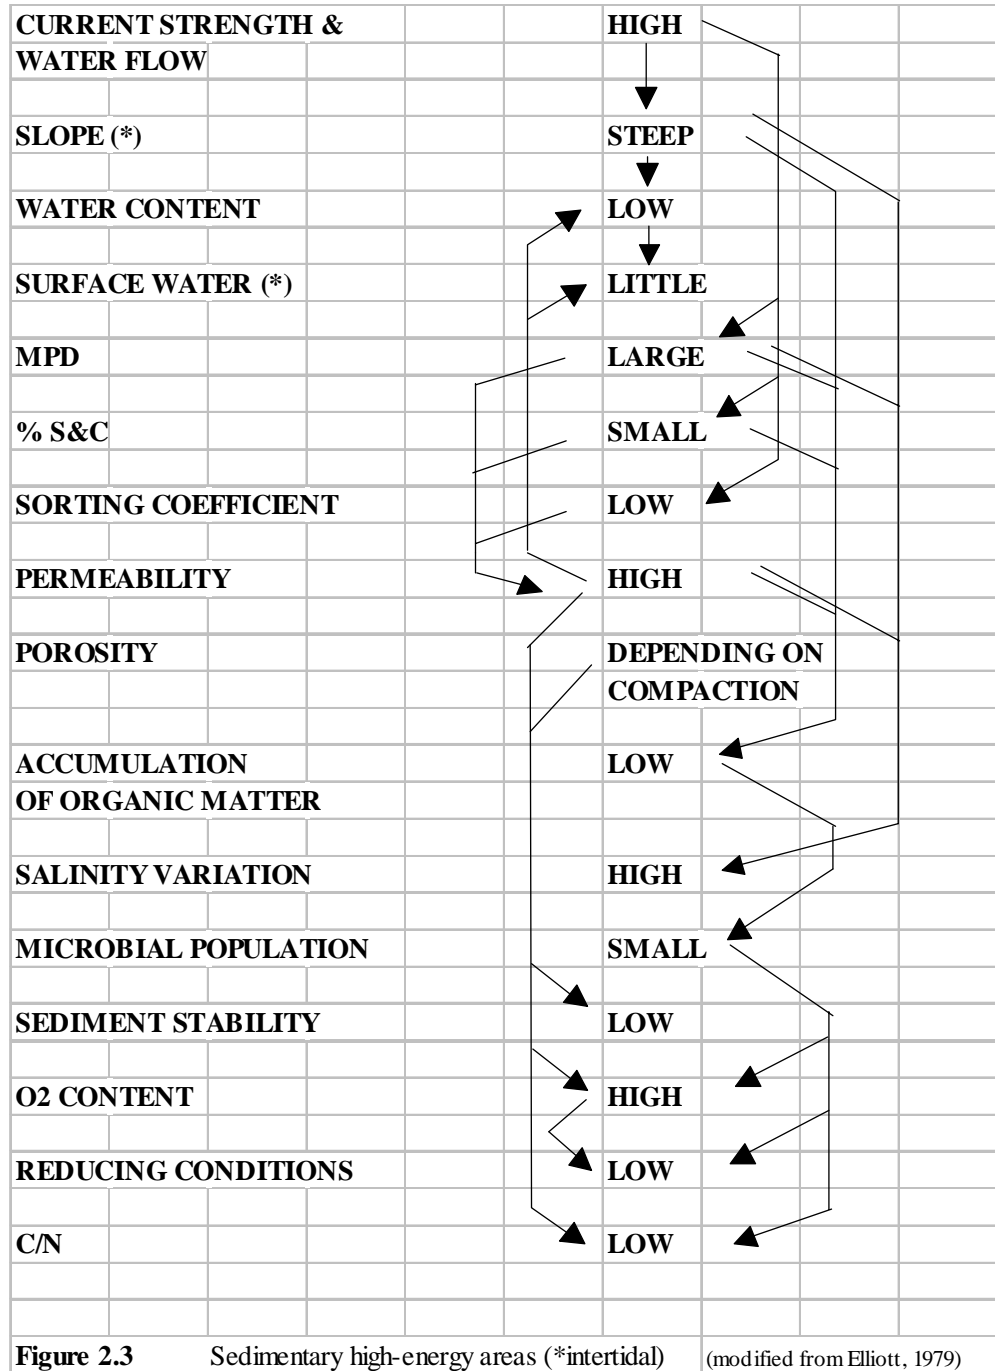 CURRENT STRENGTH & HIGH
WATER FLOW
SLOPE (*) STEEP
WATER CONTENT LOW
SURFACE WATER (*) LITTLE
MPD LARGE
% S&C SMALL
SORTING COEFFICIENT LOW
PERMEABILITY HIGH
POROSITY DEPENDING ON
COMPACTION
ACCUMULATION LOW
OF ORGANIC MATTER
SALINITY VARIATION HIGH
MICROBIAL POPULATION SMALL
SEDIMENT STABILITY LOW
O2 CONTENT HIGH
REDUCING CONDITIONS LOW
C/N LOW
Figure 2.3 Sedimentary high-energy areas (*intertidal) (modified from Elliott, 1979)